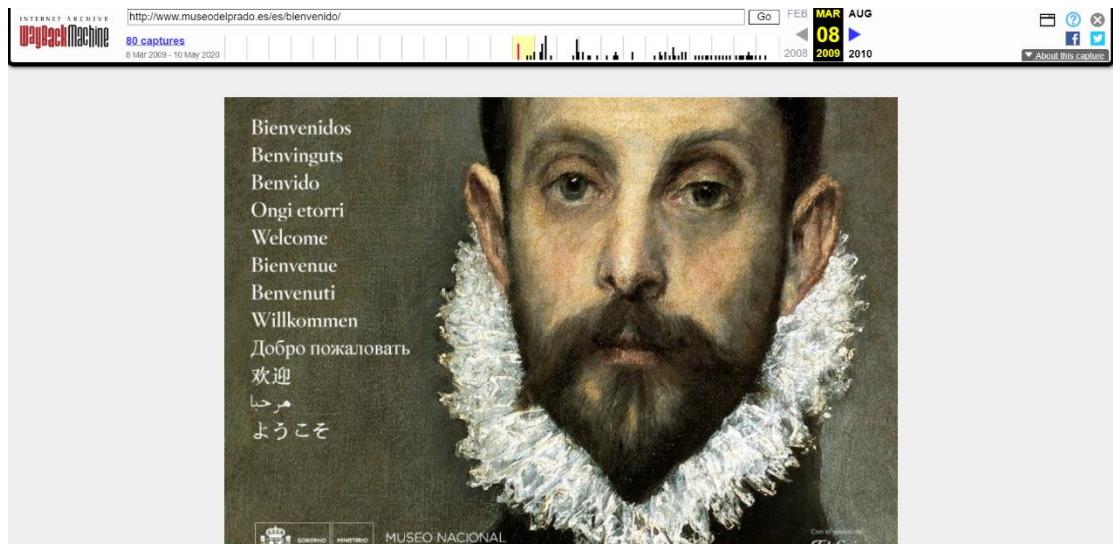 INTERNET ARCHIVE
WayBackMachine
http://www.museodelprado.es/es/bienvenido/
Go
FEB
MAR
AUG
08
80 captures
8 Mar 2009 - 10 May 2020
2008
2009
2010
About this capture
Bienvenidos
Benvinguts
Benvido
Ongi etorri
Welcome
Bienvenue
Benvenuti
Willkommen
Добро пожаловать
欢迎
مرحبا
ようこそ
GOBIERNO
MINISTERIO
MUSEO NACIONAL